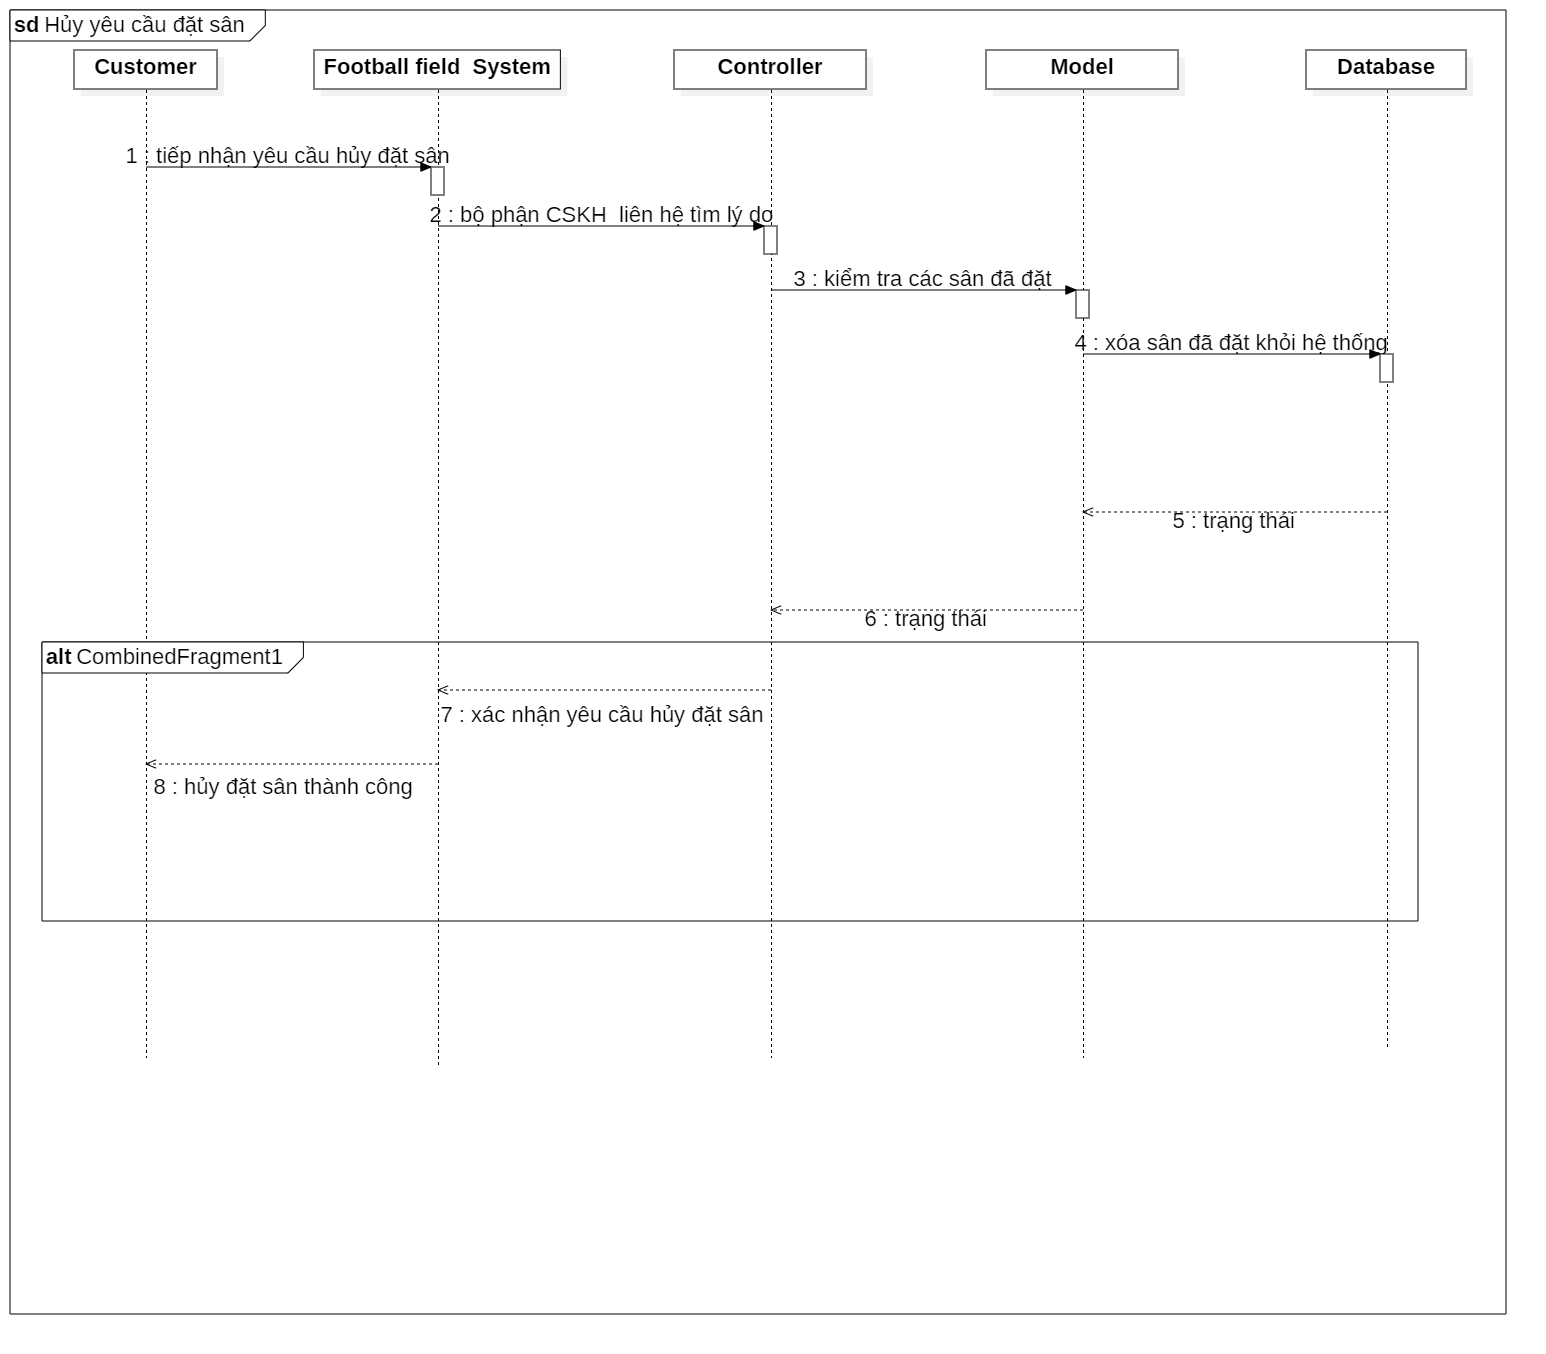 sd Hủy yêu cầu đặt sân
Customer
Football field  System
Controller
Model
Database
1 : tiếp nhận yêu cầu hủy đặt sân
2 : bộ phận CSKH  liên hệ tìm lý do
3 : kiểm tra các sân đã đặt
4 : xóa sân đã đặt khỏi hệ thống
5 : trạng thái
6 : trạng thái
alt CombinedFragment1
7 : xác nhận yêu cầu hủy đặt sân
8 : hủy đặt sân thành công